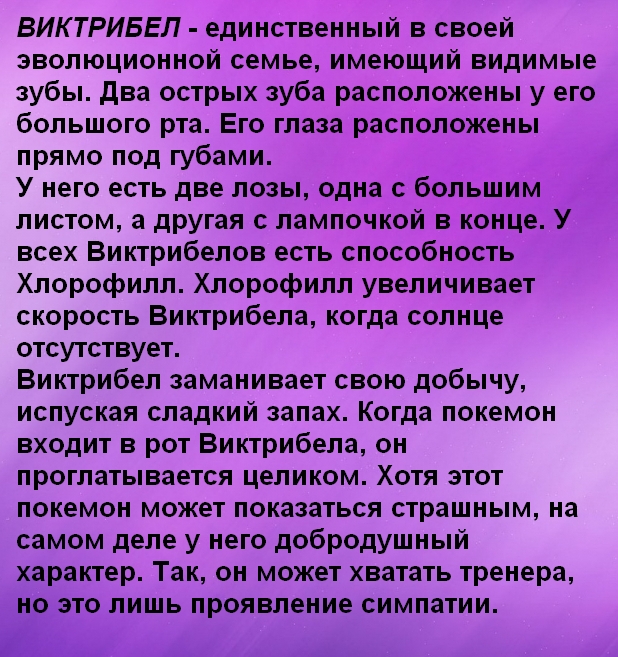 ВИКТРИБЕЛ - единственный в своей
эволюционной семье, имеющий видимые
зубы. Два острых зуба расположены у его
большого рта. Его глаза расположены
прямо под губами.
У него есть две лозы, одна с большим
листом, а другая с лампочкой в конце. У
всех Виктрибелов есть способность
Хлорофилл. Хлорофилл увеличивает
скорость Виктрибела, когда солнце
отсутствует.
Виктрибел заманивает свою добычу,
испуская сладкий запах. Когда покемон
входит в рот Виктрибела, он
проглатывается целиком. Хотя этот
покемон может показаться страшным, на
самом деле у него добродушный
характер. Так, он может хватать тренера,
но это лишь проявление симпатии.